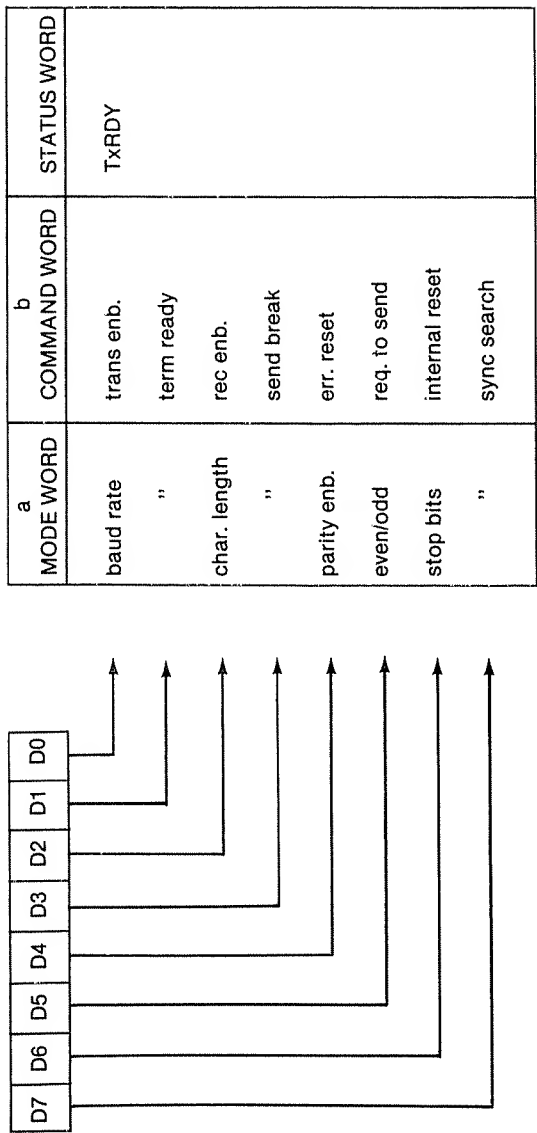 D7 D6 D5 D4 D3 D2 D1 D0
a b
MODE WORD COMMAND WORD STATUS WORD
baud rate trans enb. TxRDY
" term ready
char. length rec enb.
" send break
parity enb. err. reset
even/odd req. to send
stop bits internal reset
" sync search